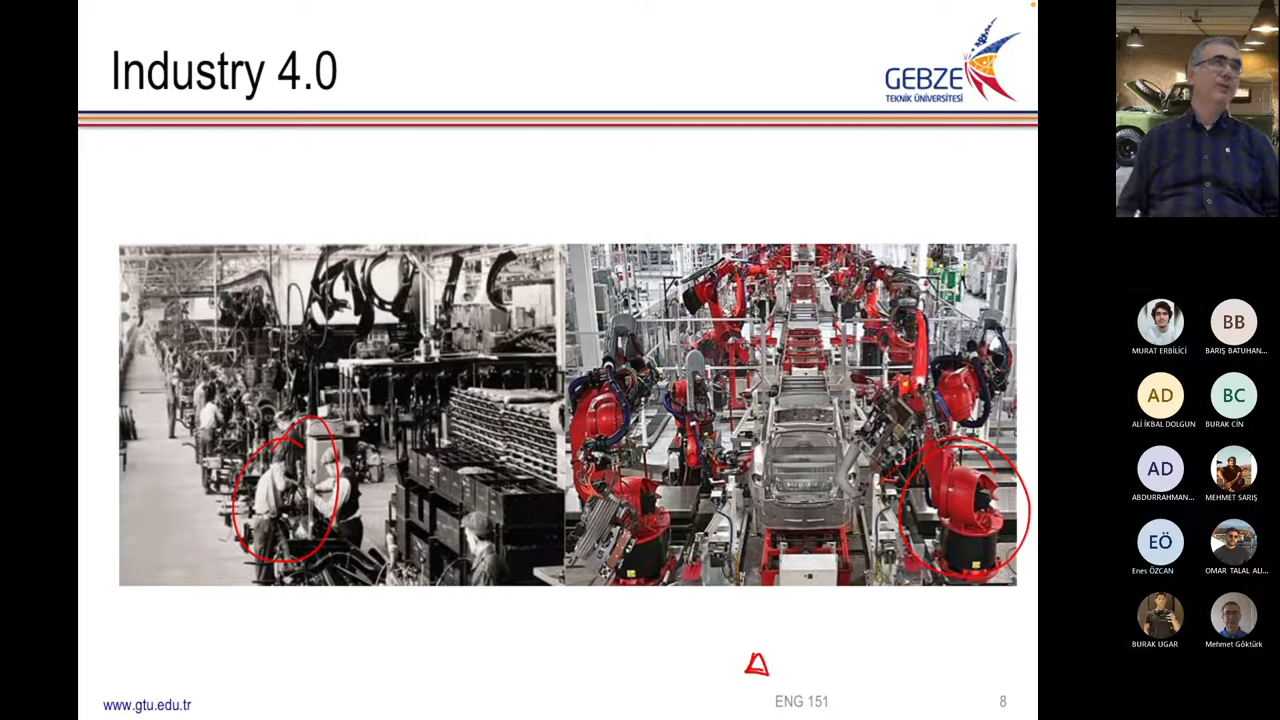 Industry 4.0
GEBZE
TEKNİK ÜNİVERSİTESİ
MURAT ERBİLİCİ
BB
BARIŞ BATUHAN...
AD
ALİ İKBAL DOLGUN
BC
BURAK CİN
AD
ABDURRAHMAN...
MEHMET SARIŞ
EÖ
Enes ÖZCAN
OMAR TALAL ALI...
BURAK UGAR
Mehmet Göktürk
www.gtu.edu.tr
ENG 151
8